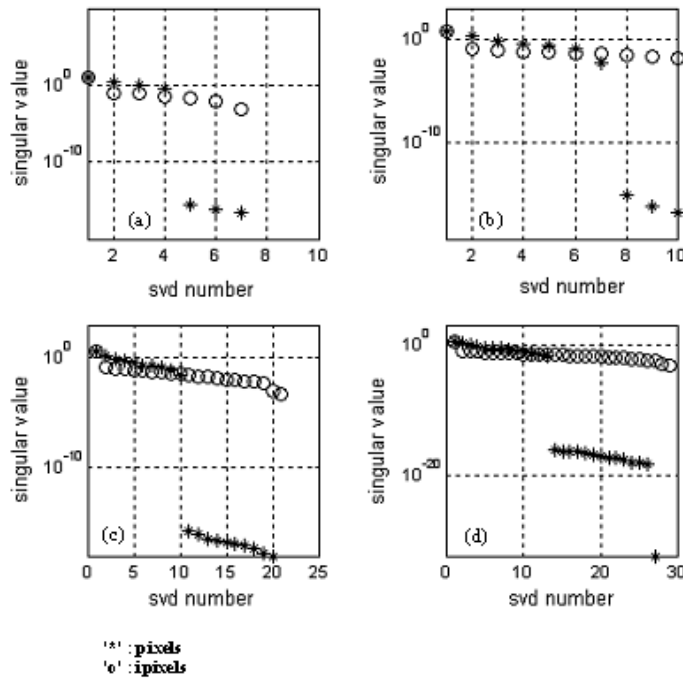 10^0
10^-10
singular value
(a)
2 4 6 8 10
svd number
10^0
10^-10
singular value
(b)
2 4 6 8 10
svd number
10^0
10^-10
singular value
(c)
0 5 10 15 20 25
svd number
10^0
10^-20
singular value
(d)
0 10 20 30
svd number
'*' : pixels
'o' : ipixels